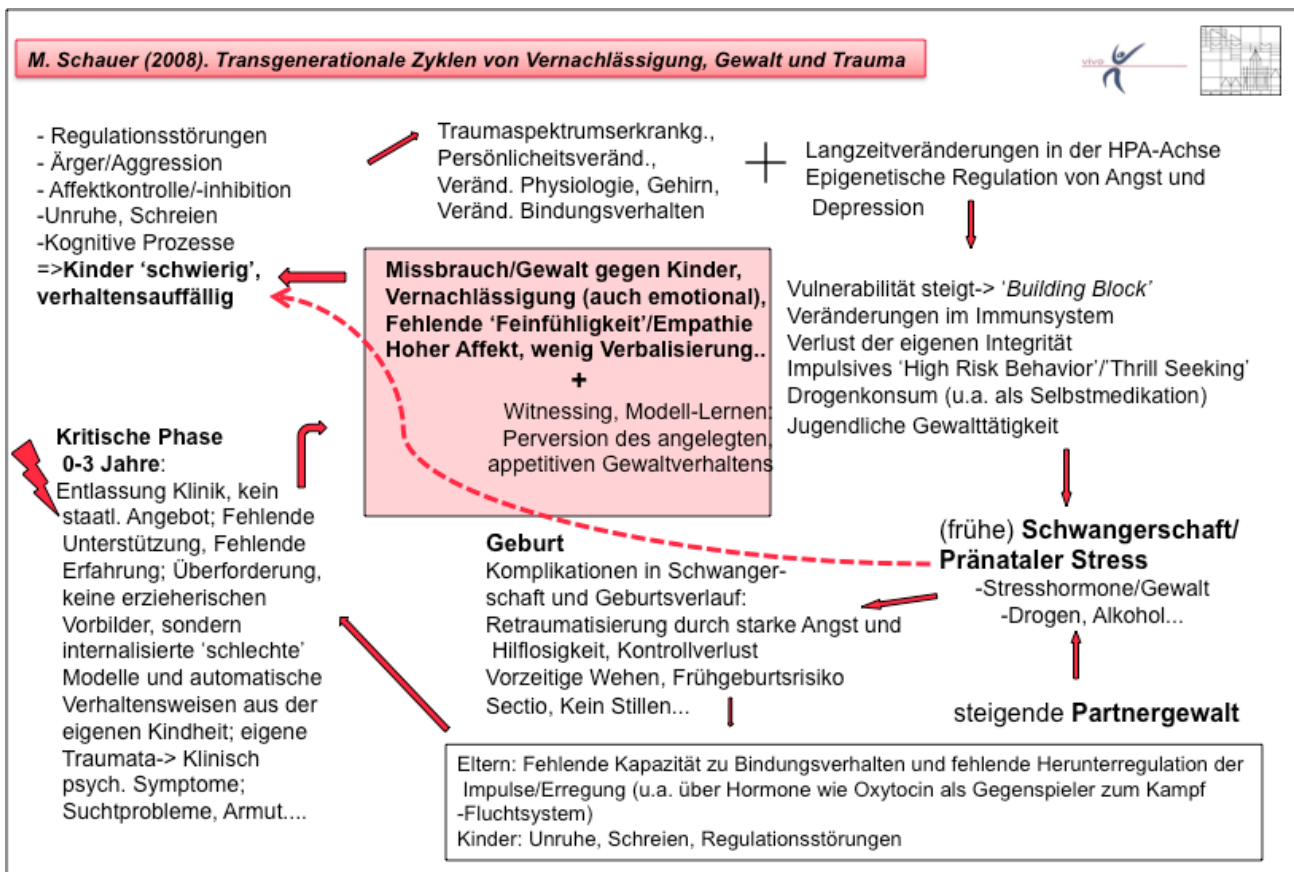 M. Schauer (2008). Transgenerationale Zyklen von Vernachlässigung, Gewalt und Trauma
vivo
- Regulationsstörungen
- Ärger/Aggression
- Affektkontrolle/-inhibition
-Unruhe, Schreien
-Kognitive Prozesse
=>Kinder ‘schwierig’,
verhaltensauffällig
Traumaspektrumserkrankg.,
Persönlicheitsveränd.,
Veränd. Physiologie, Gehirn,
Veränd. Bindungsverhalten
+
Langzeitveränderungen in der HPA-Achse
Epigenetische Regulation von Angst und
Depression
Missbrauch/Gewalt gegen Kinder,
Vernachlässigung (auch emotional),
Fehlende ‘Feinfühligkeit’/Empathie
Hoher Affekt, wenig Verbalisierung..
+
Witnessing, Modell-Lernen:
Perversion des angelegten,
appetitiven Gewaltverhaltens
Vulnerabilität steigt-> ‘Building Block’
Veränderungen im Immunsystem
Verlust der eigenen Integrität
Impulsives ‘High Risk Behavior’/’Thrill Seeking’
Drogenkonsum (u.a. als Selbstmedikation)
Jugendliche Gewalttätigkeit
Kritische Phase
0-3 Jahre:
Entlassung Klinik, kein
staatl. Angebot; Fehlende
Unterstützung, Fehlende
Erfahrung; Überforderung,
keine erzieherischen
Vorbilder, sondern
internalisierte ‘schlechte’
Modelle und automatische
Verhaltensweisen aus der
eigenen Kindheit; eigene
Traumata-> Klinisch
psych. Symptome;
Suchtprobleme, Armut....
Geburt
Komplikationen in Schwanger-
schaft und Geburtsverlauf:
Retraumatisierung durch starke Angst und
Hilflosigkeit, Kontrollverlust
Vorzeitige Wehen, Frühgeburtsrisiko
Sectio, Kein Stillen...
(frühe) Schwangerschaft/
Pränataler Stress
-Stresshormone/Gewalt
-Drogen, Alkohol...
steigende Partnergewalt
Eltern: Fehlende Kapazität zu Bindungsverhalten und fehlende Herunterregulation der
Impulse/Erregung (u.a. über Hormone wie Oxytocin als Gegenspieler zum Kampf
-Fluchtsystem)
Kinder: Unruhe, Schreien, Regulationsstörungen